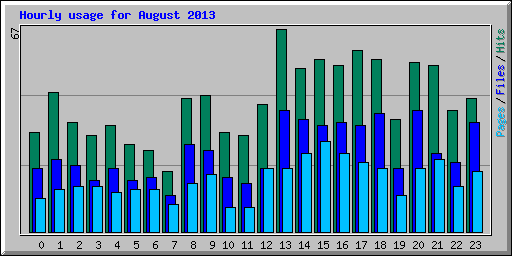 Hourly usage for August 2013
67
Pages / Files / Hits
0 1 2 3 4 5 6 7 8 9 10 11 12 13 14 15 16 17 18 19 20 21 22 23